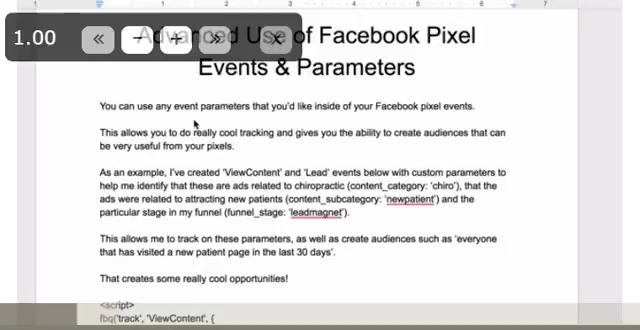 1.00 « − + » ×
Advanced Use of Facebook Pixel
Events & Parameters
You can use any event parameters that you'd like inside of your Facebook pixel events.
This allows you to do really cool tracking and gives you the ability to create audiences that can
be very useful from your pixels.
As an example, I've created 'ViewContent' and 'Lead' events below with custom parameters to
help me identify that these are ads related to chiropractic (content_category: 'chiro'), that the
ads were related to attracting new patients (content_subcategory: 'newpatient') and the
particular stage in my funnel (funnel_stage: 'leadmagnet').
This allows me to track on these parameters, as well as create audiences such as 'everyone
that has visited a new patient page in the last 30 days'.
That creates some really cool opportunities!
<script>
fbq('track', 'ViewContent', {